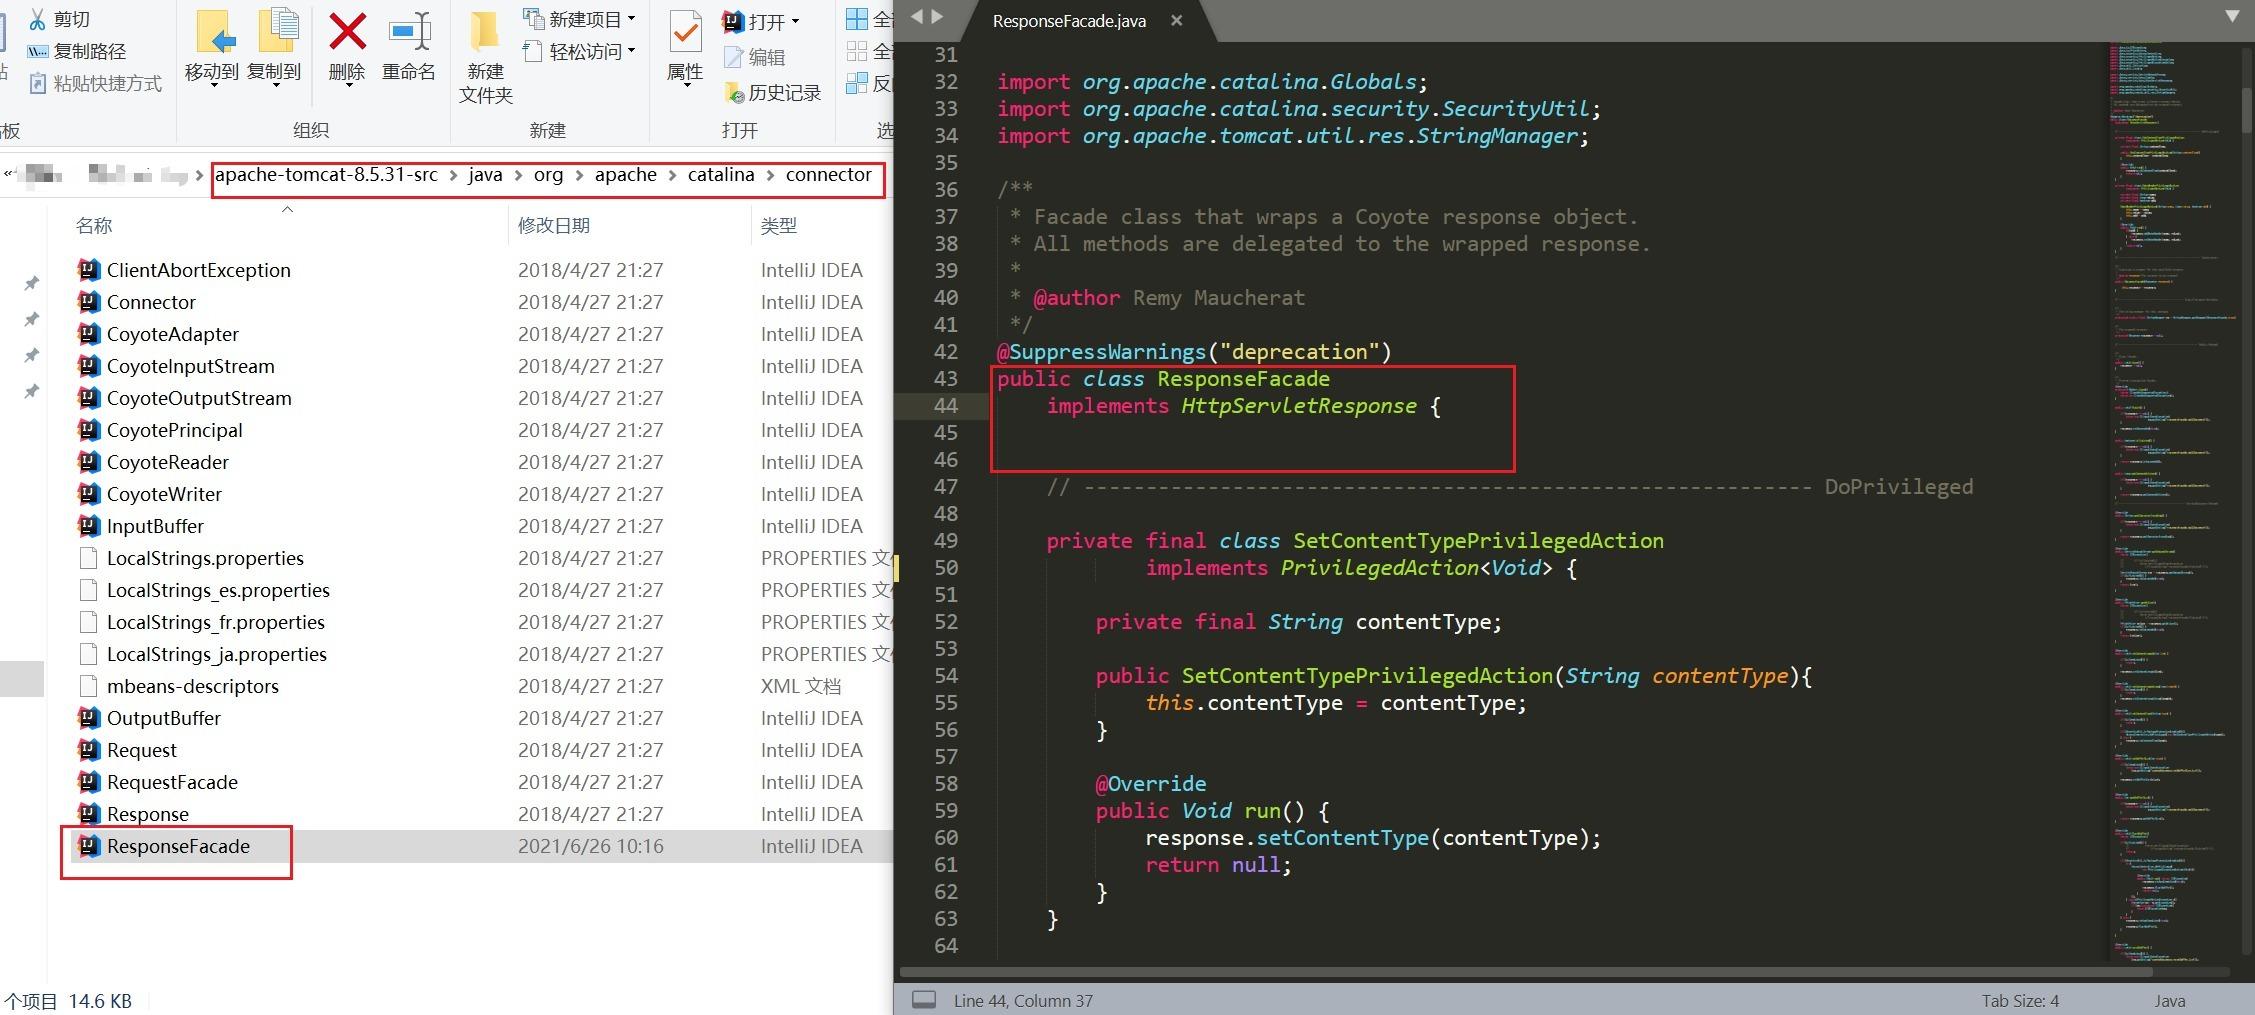 剪切
复制路径
粘贴快捷方式
移动到
复制到
组织
删除
重命名
新建
文件夹
新建项目
轻松访问
新建
属性
打开
编辑
历史记录
打开
« apache-tomcat-8.5.31-src > java > org > apache > catalina > connector
名称 修改日期 类型
ClientAbortException 2018/4/27 21:27 IntelliJ IDEA
Connector 2018/4/27 21:27 IntelliJ IDEA
CoyoteAdapter 2018/4/27 21:27 IntelliJ IDEA
CoyoteInputStream 2018/4/27 21:27 IntelliJ IDEA
CoyoteOutputStream 2018/4/27 21:27 IntelliJ IDEA
CoyotePrincipal 2018/4/27 21:27 IntelliJ IDEA
CoyoteReader 2018/4/27 21:27 IntelliJ IDEA
CoyoteWriter 2018/4/27 21:27 IntelliJ IDEA
InputBuffer 2018/4/27 21:27 IntelliJ IDEA
LocalStrings.properties 2018/4/27 21:27 PROPERTIES 文
LocalStrings_es.properties 2018/4/27 21:27 PROPERTIES 文
LocalStrings_fr.properties 2018/4/27 21:27 PROPERTIES 文
LocalStrings_ja.properties 2018/4/27 21:27 PROPERTIES 文
mbeans-descriptors 2018/4/27 21:27 XML 文档
OutputBuffer 2018/4/27 21:27 IntelliJ IDEA
Request 2018/4/27 21:27 IntelliJ IDEA
RequestFacade 2018/4/27 21:27 IntelliJ IDEA
Response 2018/4/27 21:27 IntelliJ IDEA
ResponseFacade 2021/6/26 10:16 IntelliJ IDEA
个项目 14.6 KB
ResponseFacade.java ×
31
32 import org.apache.catalina.Globals;
33 import org.apache.catalina.security.SecurityUtil;
34 import org.apache.tomcat.util.res.StringManager;
35
36 /**
37 * Facade class that wraps a Coyote response object.
38 * All methods are delegated to the wrapped response.
39 *
40 * @author Remy Maucherat
41 */
42 @SuppressWarnings("deprecation")
43 public class ResponseFacade
44 implements HttpServletResponse {
45
46
47 // ----------------------------------------------------------- DoPrivileged
48
49 private final class SetContentTypePrivilegedAction
50 implements PrivilegedAction<Void> {
51
52 private final String contentType;
53
54 public SetContentTypePrivilegedAction(String contentType){
55 this.contentType = contentType;
56 }
57
58 @Override
59 public Void run() {
60 response.setContentType(contentType);
61 return null;
62 }
63 }
64
Line 44, Column 37 Tab Size: 4 Java